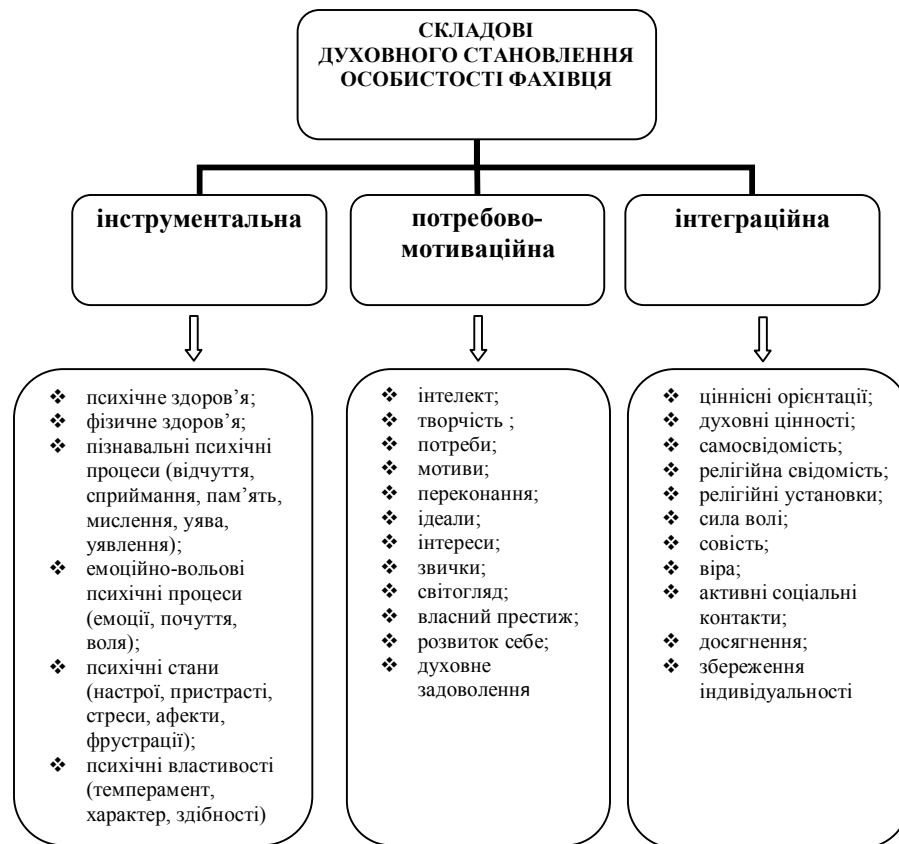 СКЛАДОВІ
ДУХОВНОГО СТАНОВЛЕННЯ
ОСОБИСТОСТІ ФАХІВЦЯ
інструментальна
потребово-
мотиваційна
інтеграційна
❖ психічне здоров’я;
❖ фізичне здоров’я;
❖ пізнавальні психічні
процеси (відчуття,
сприймання, пам’ять,
мислення, уява,
уявлення);
❖ емоційно-вольові
психічні процеси
(емоції, почуття,
воля);
❖ психічні стани
(настрої, пристрасті,
стреси, афекти,
фрустрації);
❖ психічні властивості
(темперамент,
характер, здібності)
❖ інтелект;
❖ творчість ;
❖ потреби;
❖ мотиви;
❖ переконання;
❖ ідеали;
❖ інтереси;
❖ звички;
❖ світогляд;
❖ власний престиж;
❖ розвиток себе;
❖ духовне
задоволення
❖ ціннісні орієнтації;
❖ духовні цінності;
❖ самосвідомість;
❖ релігійна свідомість;
❖ релігійні установки;
❖ сила волі;
❖ совість;
❖ віра;
❖ активні соціальні
контакти;
❖ досягнення;
❖ збереження
індивідуальності